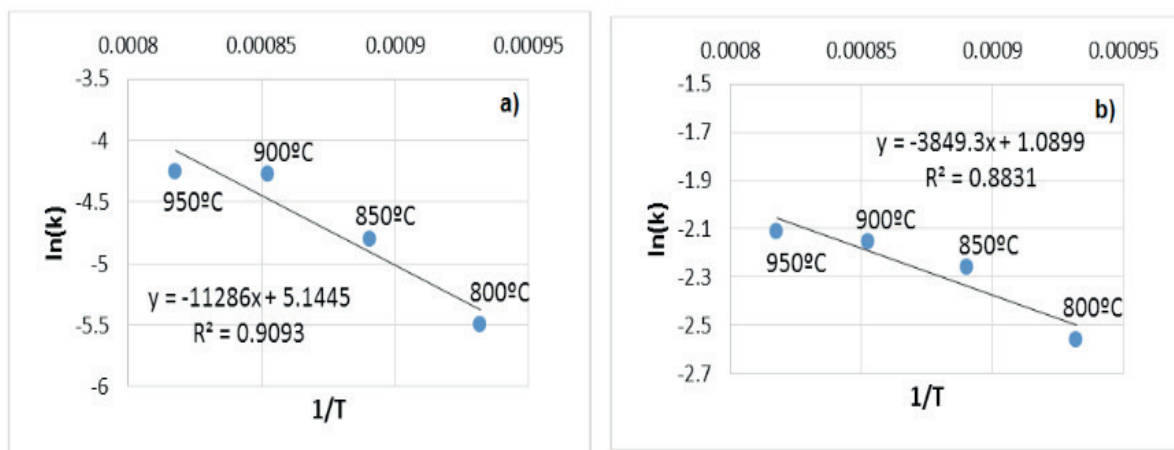 0.0008 0.00085 0.0009 0.00095
-3.5
a)
-4
900ºC
950ºC
-4.5
850ºC
ln(k)
-5
800ºC
y = -11286x + 5.1445
-5.5
R² = 0.9093
-6
1/T
0.0008 0.00085 0.0009 0.00095
-1.5
b)
-1.7
y = -3849.3x + 1.0899
R² = 0.8831
-1.9
900ºC
-2.1
850ºC
950ºC
ln(k)
-2.3
800ºC
-2.5
-2.7
1/T